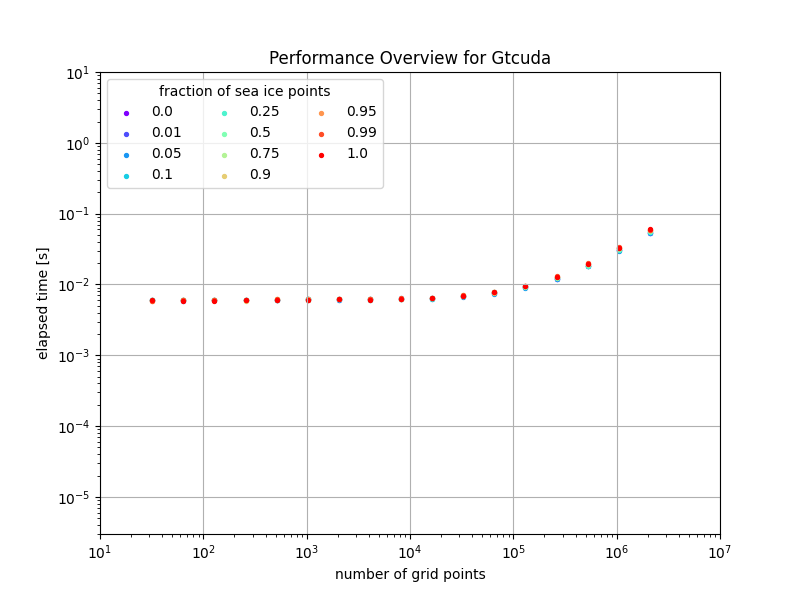 Performance Overview for Gtcuda
elapsed time [s]
10¹
10⁰
10⁻¹
10⁻²
10⁻³
10⁻⁴
10⁻⁵
fraction of sea ice points
0.0 0.25 0.95
0.01 0.5 0.99
0.05 0.75 1.0
0.1 0.9
10¹ 10² 10³ 10⁴ 10⁵ 10⁶ 10⁷
number of grid points